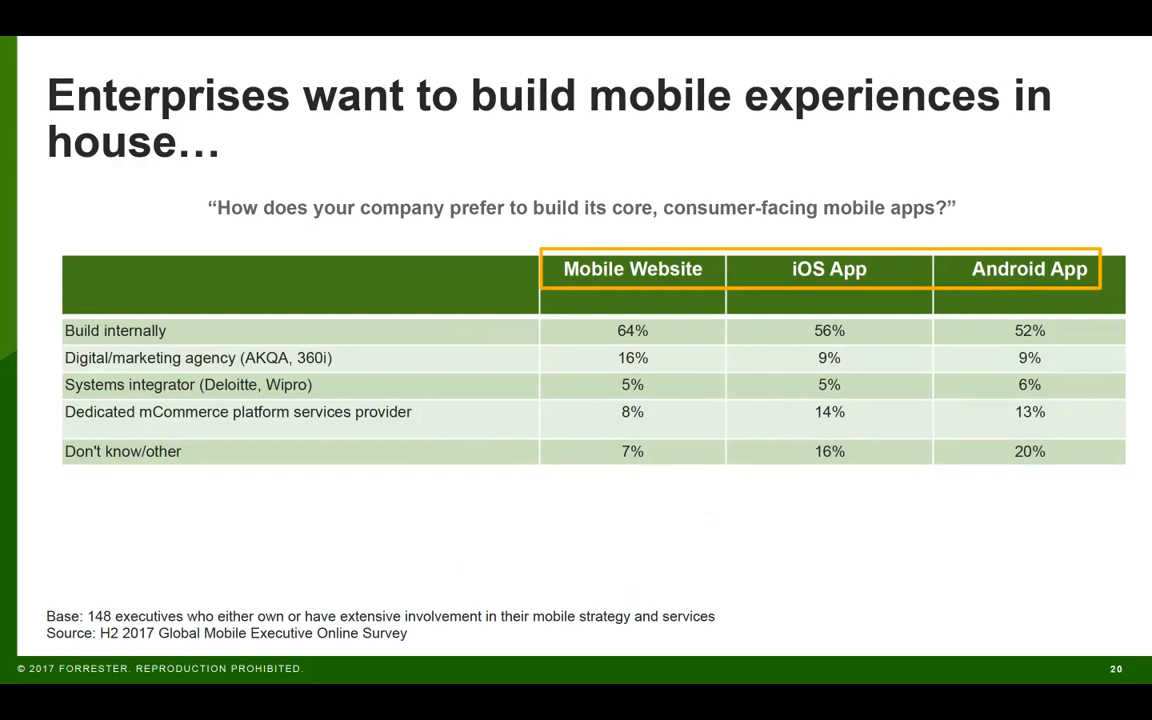 Enterprises want to build mobile experiences in
house…
“How does your company prefer to build its core, consumer-facing mobile apps?”
Mobile Website iOS App Android App
Build internally 64% 56% 52%
Digital/marketing agency (AKQA, 360i) 16% 9% 9%
Systems integrator (Deloitte, Wipro) 5% 5% 6%
Dedicated mCommerce platform services provider 8% 14% 13%
Don't know/other 7% 16% 20%
Base: 148 executives who either own or have extensive involvement in their mobile strategy and services
Source: H2 2017 Global Mobile Executive Online Survey
© 2017 FORRESTER. REPRODUCTION PROHIBITED. 20